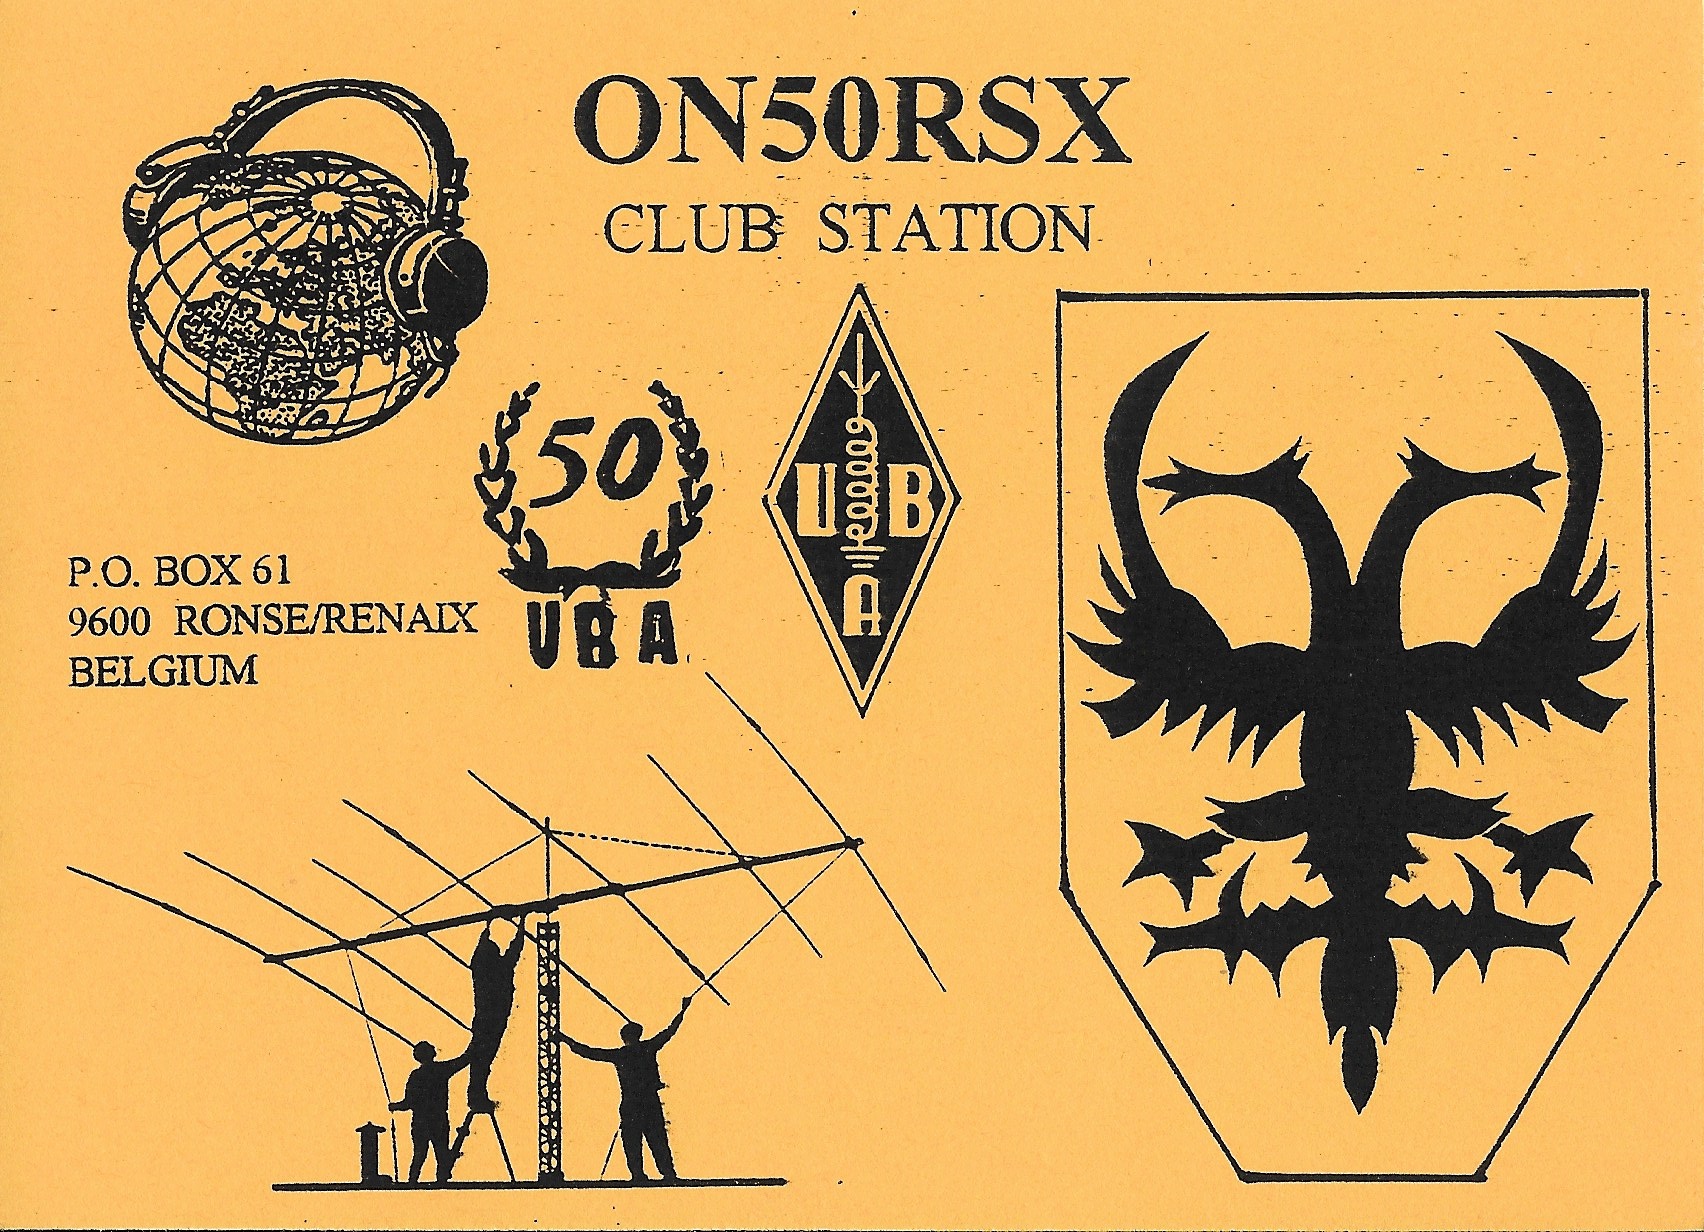 ON50RSX
CLUB STATION
50
UBA
U B
A
P.O. BOX 61
9600 RONSE/RENAIX
BELGIUM